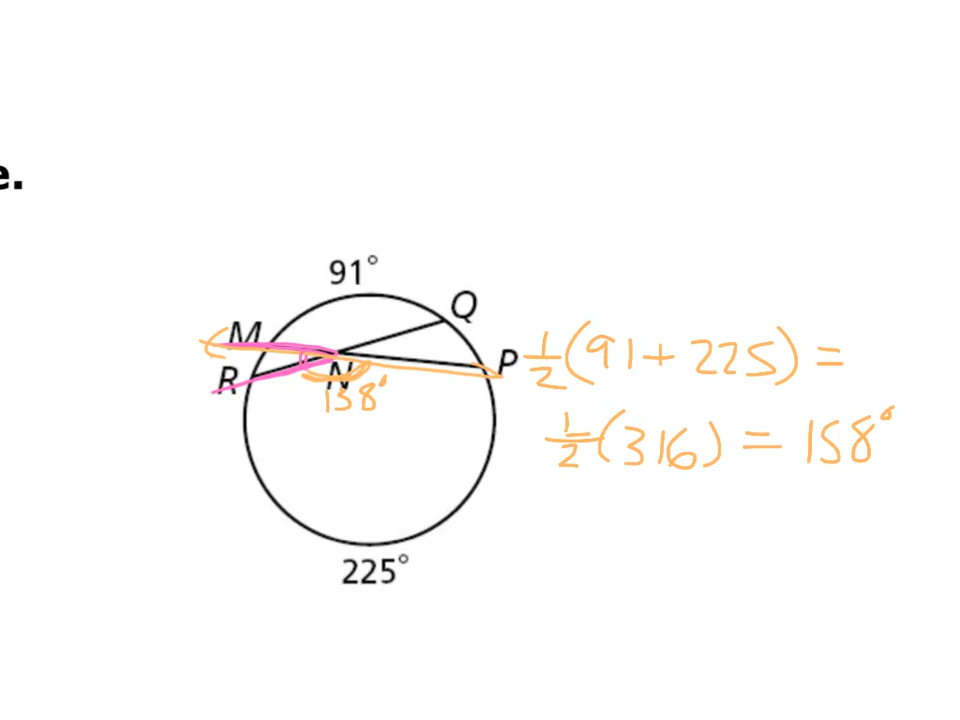 e.
91°
Q
M
P
R
N
158°
225°
1/2(91+225)=
1/2(316)=158°